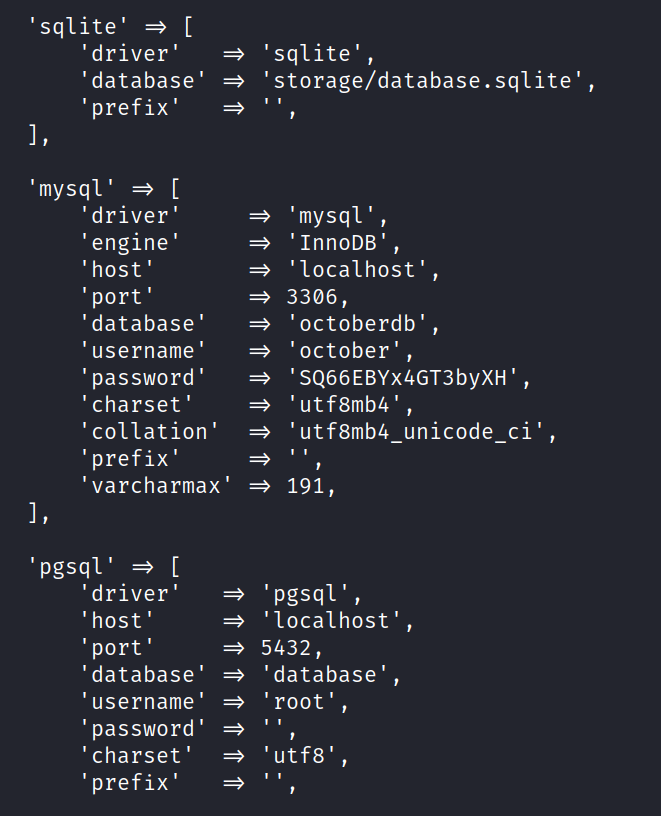 'sqlite' => [
    'driver'   => 'sqlite',
    'database' => 'storage/database.sqlite',
    'prefix'   => '',
],

'mysql' => [
    'driver'     => 'mysql',
    'engine'     => 'InnoDB',
    'host'       => 'localhost',
    'port'       => 3306,
    'database'   => 'octoberdb',
    'username'   => 'october',
    'password'   => 'SQ66EBYx4GT3byXH',
    'charset'    => 'utf8mb4',
    'collation'  => 'utf8mb4_unicode_ci',
    'prefix'     => '',
    'varcharmax' => 191,
],

'pgsql' => [
    'driver'   => 'pgsql',
    'host'     => 'localhost',
    'port'     => 5432,
    'database' => 'database',
    'username' => 'root',
    'password' => '',
    'charset'  => 'utf8',
    'prefix'   => '',